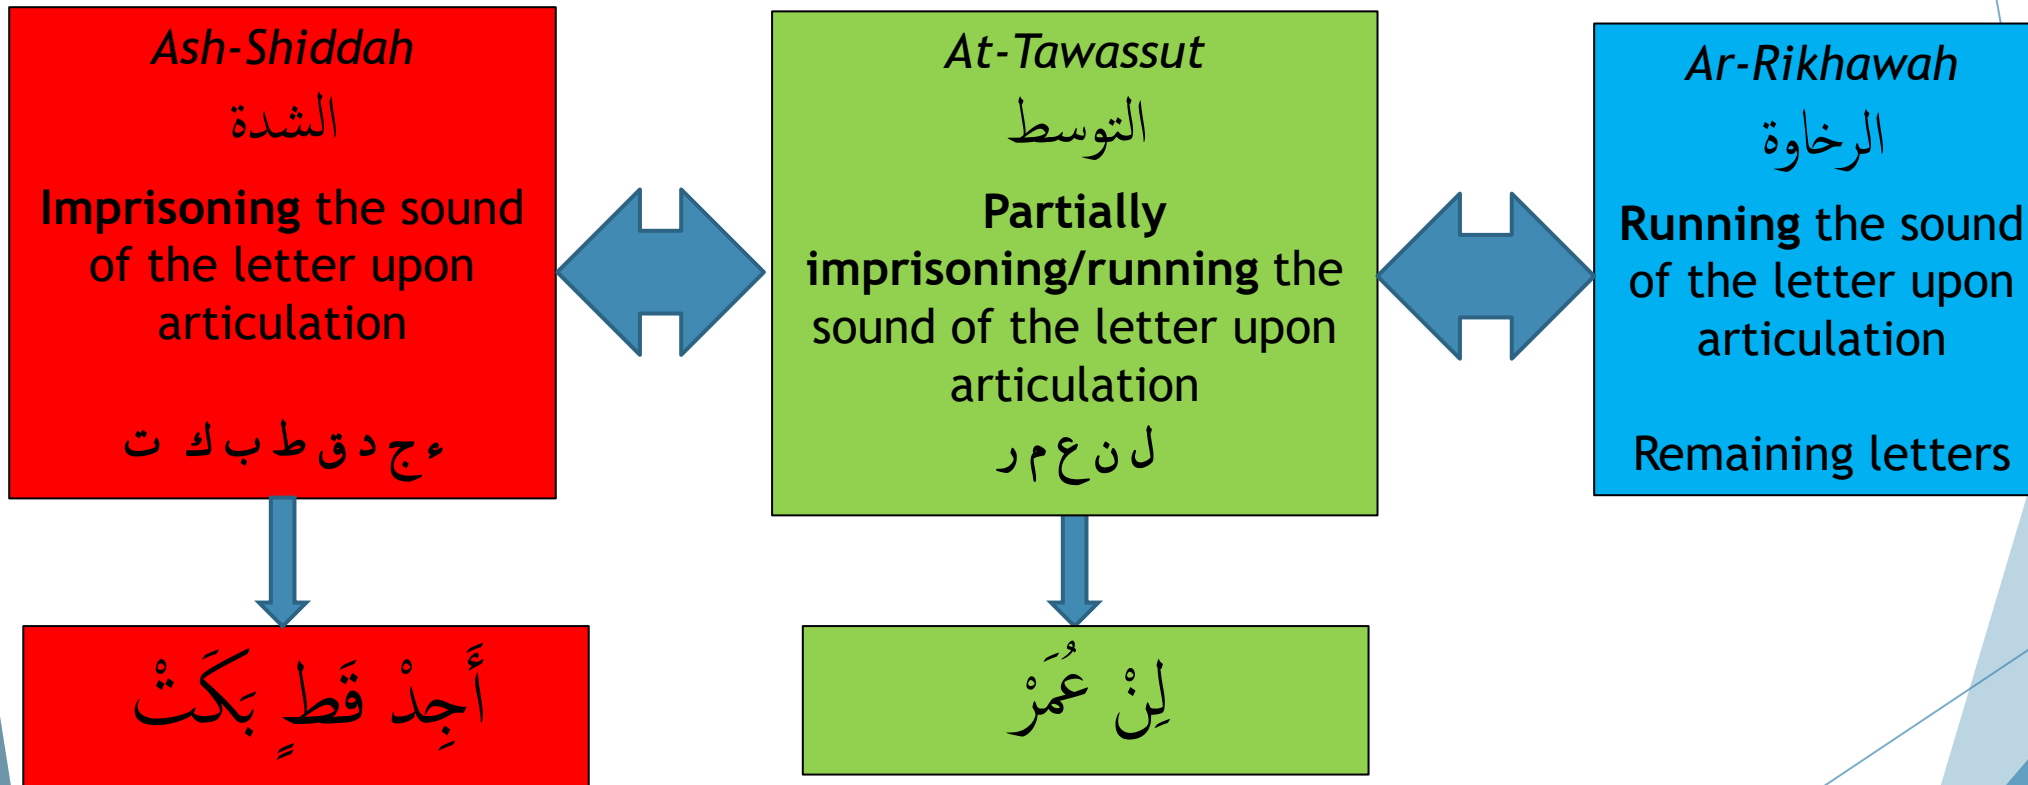 Ash-Shiddah
الشدة
Imprisoning the sound
of the letter upon
articulation
ء ج د ق ط ب ك ت
أَجِدْ قَطٍ بَكَتْ
At-Tawassut
التوسط
Partially
imprisoning/running the
sound of the letter upon
articulation
ل ن ع م ر
لِنْ عُمَرْ
Ar-Rikhawah
الرخاوة
Running the sound
of the letter upon
articulation
Remaining letters